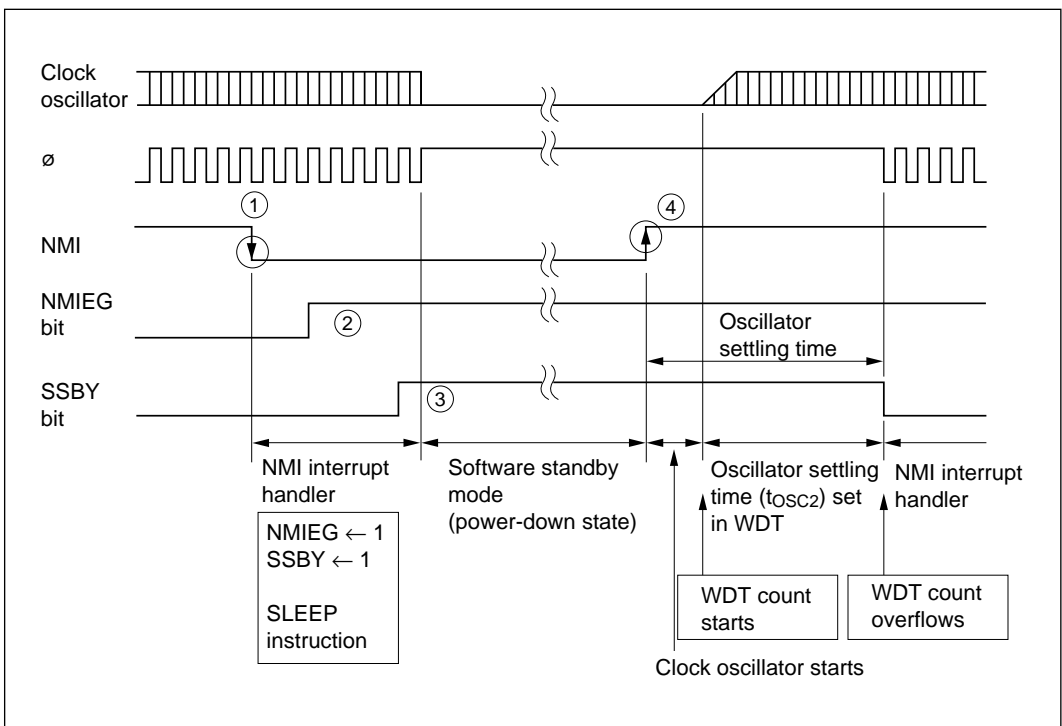 Clock
oscillator
ø
①
④
NMI
NMIEG
bit
②
Oscillator
settling time
SSBY
bit
③
NMI interrupt
handler
Software standby
mode
(power-down state)
Oscillator settling
time (tOSC2) set
in WDT
NMI interrupt
handler
NMIEG ← 1
SSBY ← 1
SLEEP
instruction
WDT count
starts
WDT count
overflows
Clock oscillator starts